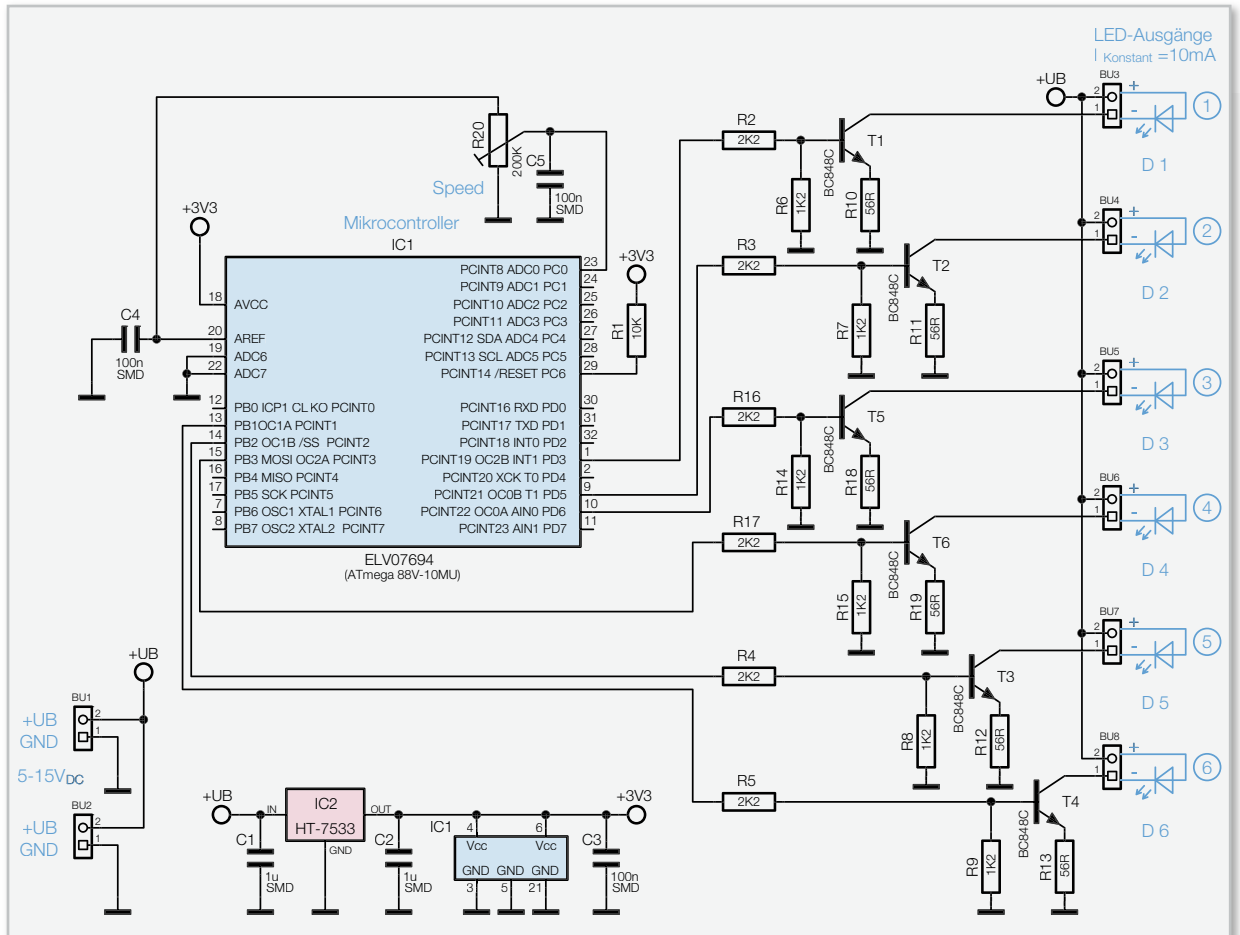 LED-Ausgänge
I Konstant =10mA
+UB
BU3
2
1
+
-
1
D 1
R2
2K2
T1
BC848C
R6
1K2
R10
56R
R20
200K
C5
100n
SMD
Speed
+3V3
Mikrocontroller
IC1
BU4
2
1
+
-
2
D 2
R3
2K2
T2
BC848C
R7
1K2
R11
56R
+3V3
R1
10K
C4
100n
SMD
18 AVCC
20 AREF
19 ADC6
22 ADC7
12 PB0 ICP1 CLKO PCINT0
13 PB1OC1A PCINT1
14 PB2 OC1B /SS PCINT2
15 PB3 MOSI OC2A PCINT3
16 PB4 MISO PCINT4
17 PB5 SCK PCINT5
7 PB6 OSC1 XTAL1 PCINT6
8 PB7 OSC2 XTAL2 PCINT7
PCINT8 ADC0 PC0 23
PCINT9 ADC1 PC1 24
PCINT10 ADC2 PC2 25
PCINT11 ADC3 PC3 26
PCINT12 SDA ADC4 PC4 27
PCINT13 SCL ADC5 PC5 28
PCINT14 /RESET PC6 29
PCINT16 RXD PD0 30
PCINT17 TXD PD1 31
PCINT18 INT0 PD2 32
PCINT19 OC2B INT1 PD3 1
PCINT20 XCK T0 PD4 2
PCINT21 OC0B T1 PD5 9
PCINT22 OC0A AIN0 PD6 10
PCINT23 AIN1 PD7 11
ELV07694
(ATmega 88V-10MU)
BU5
2
1
+
-
3
D 3
R16
2K2
T5
BC848C
R14
1K2
R18
56R
BU6
2
1
+
-
4
D 4
R17
2K2
T6
BC848C
R15
1K2
R19
56R
BU7
2
1
+
-
5
D 5
R4
2K2
T3
BC848C
R8
1K2
R12
56R
BU8
2
1
+
-
6
D 6
R5
2K2
T4
BC848C
R9
1K2
R13
56R
+UB
BU1
+UB 2
GND 1
5-15VDC
BU2
+UB 2
GND 1
+UB
IN
IC2
HT-7533
OUT
GND
C1
1u
SMD
C2
1u
SMD
IC1
4
6
Vcc
Vcc
GND GND GND
3
5
21
C3
100n
SMD
+3V3